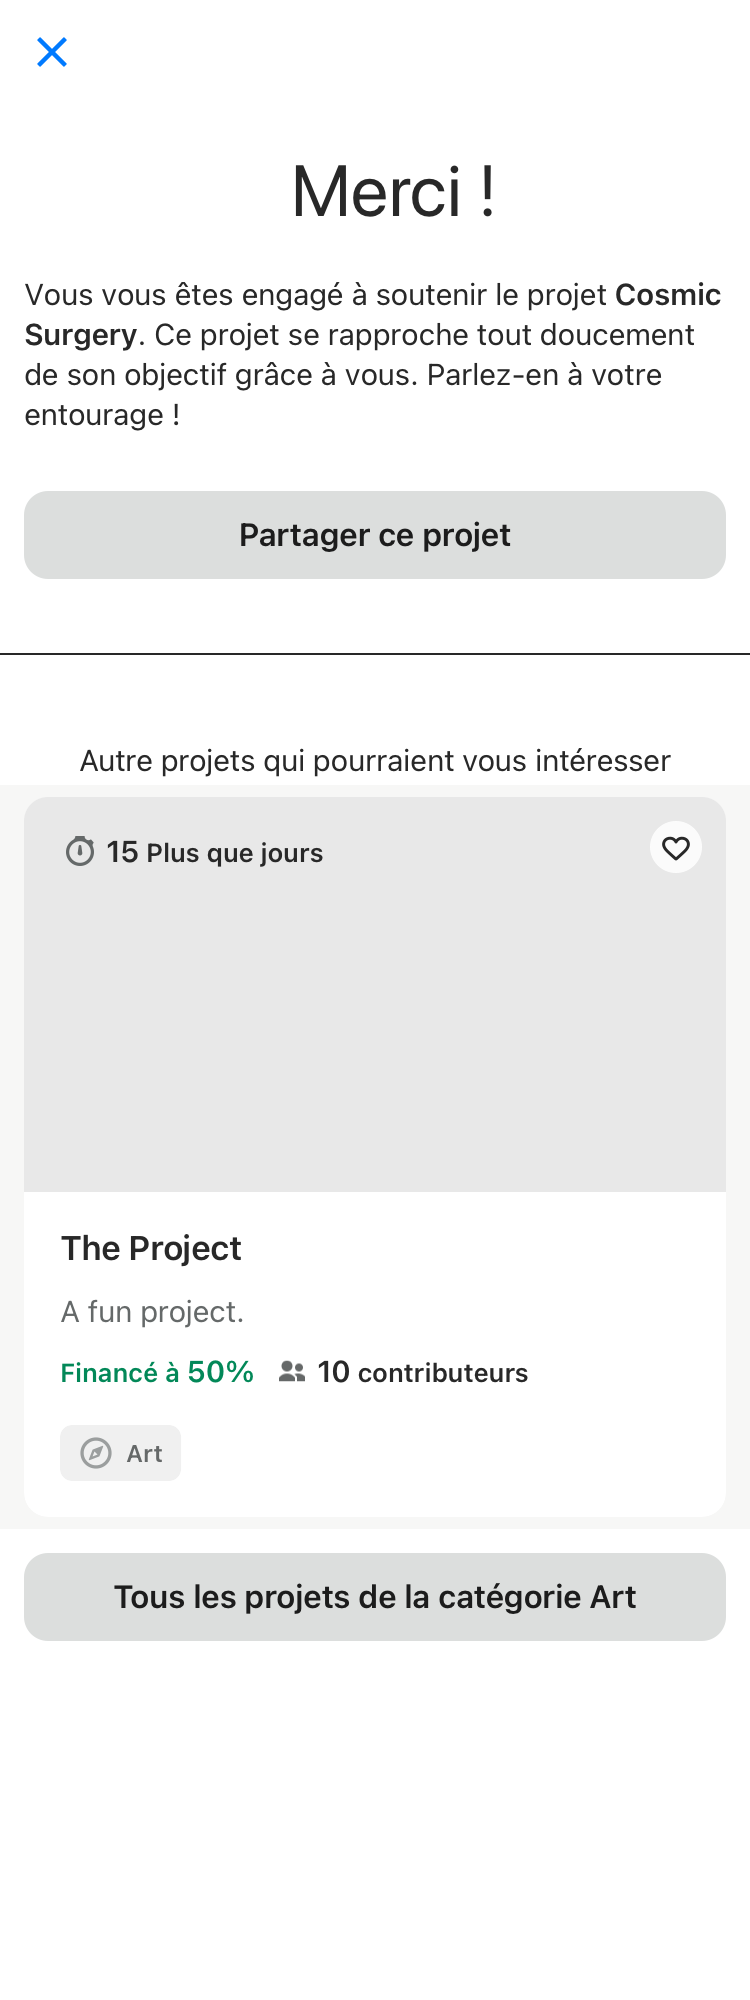 Merci !
Vous vous êtes engagé à soutenir le projet Cosmic
Surgery. Ce projet se rapproche tout doucement
de son objectif grâce à vous. Parlez-en à votre
entourage !
Partager ce projet
Autre projets qui pourraient vous intéresser
15 Plus que jours
The Project
A fun project.
Financé à 50% 10 contributeurs
Art
Tous les projets de la catégorie Art